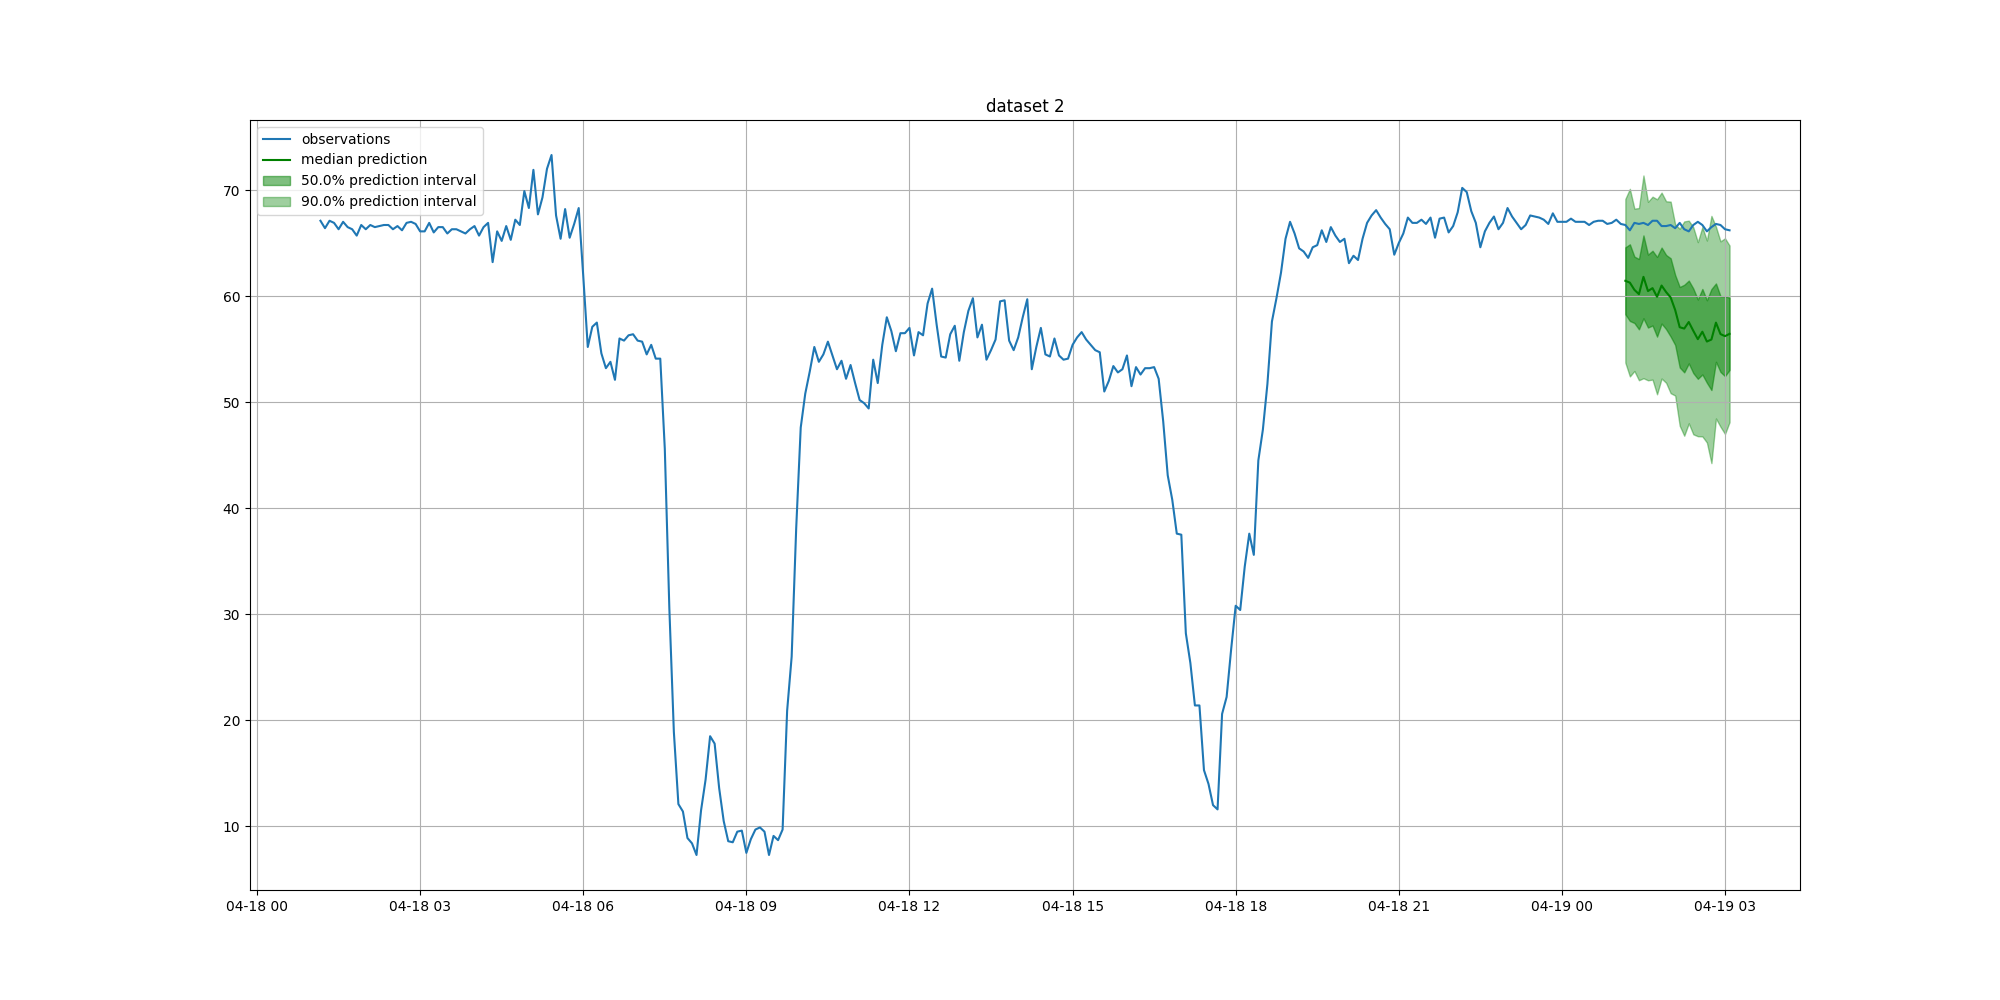 dataset 2
observations
median prediction
50.0% prediction interval
90.0% prediction interval
70
60
50
40
30
20
10
04-18 00 04-18 03 04-18 06 04-18 09 04-18 12 04-18 15 04-18 18 04-18 21 04-19 00 04-19 03